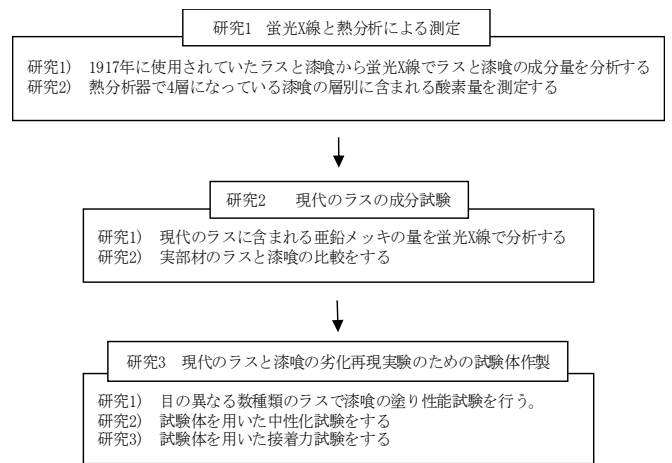 研究1 蛍光X線と熱分析による測定
研究1) 1917年に使用されていたラスと漆喰から蛍光X線でラスと漆喰の成分量を分析する
研究2) 熱分析器で4層になっている漆喰の層別に含まれる酸素量を測定する
研究2 現代のラスの成分試験
研究1) 現代のラスに含まれる亜鉛メッキの量を蛍光X線で分析する
研究2) 実部材のラスと漆喰の比較をする
研究3 現代のラスと漆喰の劣化再現実験のための試験体作製
研究1) 目の異なる数種類のラスで漆喰の塗り性能試験を行う。
研究2) 試験体を用いた中性化試験をする
研究3) 試験体を用いた接着力試験をする